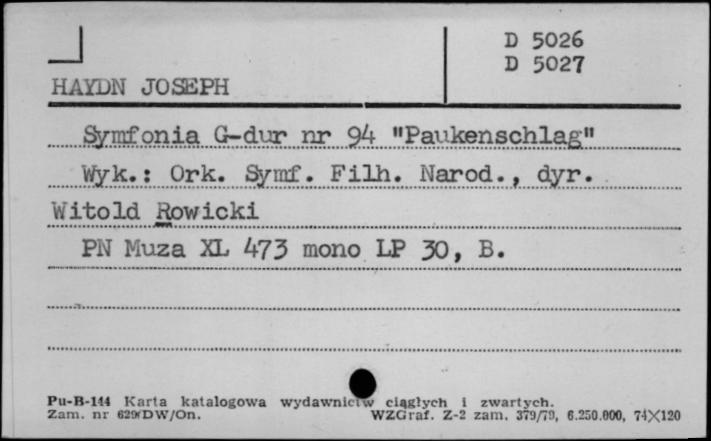 D 5026
D 5027
HAYDN JOSEPH
Symfonia G-dur nr 94 "Paukenschlag"
Wyk.: Ork. Symf. Filh. Narod., dyr.
Witold Rowicki
PN Muza XL 473 mono LP 30, B.
Pu-B-144 Karta katalogowa wydawnictw ciągłych i zwartych.
Zam. nr 629/DW/On. WZGraf. Z-2 zam. 379/79, 6.250.000, 74×120